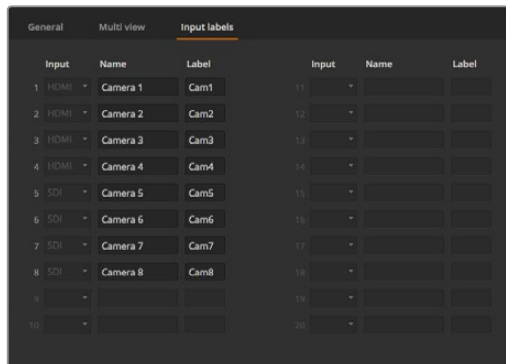 General Multi view Input labels
Input Name Label Input Name Label
1 HDMI Camera 1 Cam1 11
2 HDMI Camera 2 Cam2 12
3 HDMI Camera 3 Cam3 13
4 HDMI Camera 4 Cam4 14
5 SDI Camera 5 Cam5 15
6 SDI Camera 6 Cam6 16
7 SDI Camera 7 Cam7 17
8 SDI Camera 8 Cam8 18
9 19
10 20